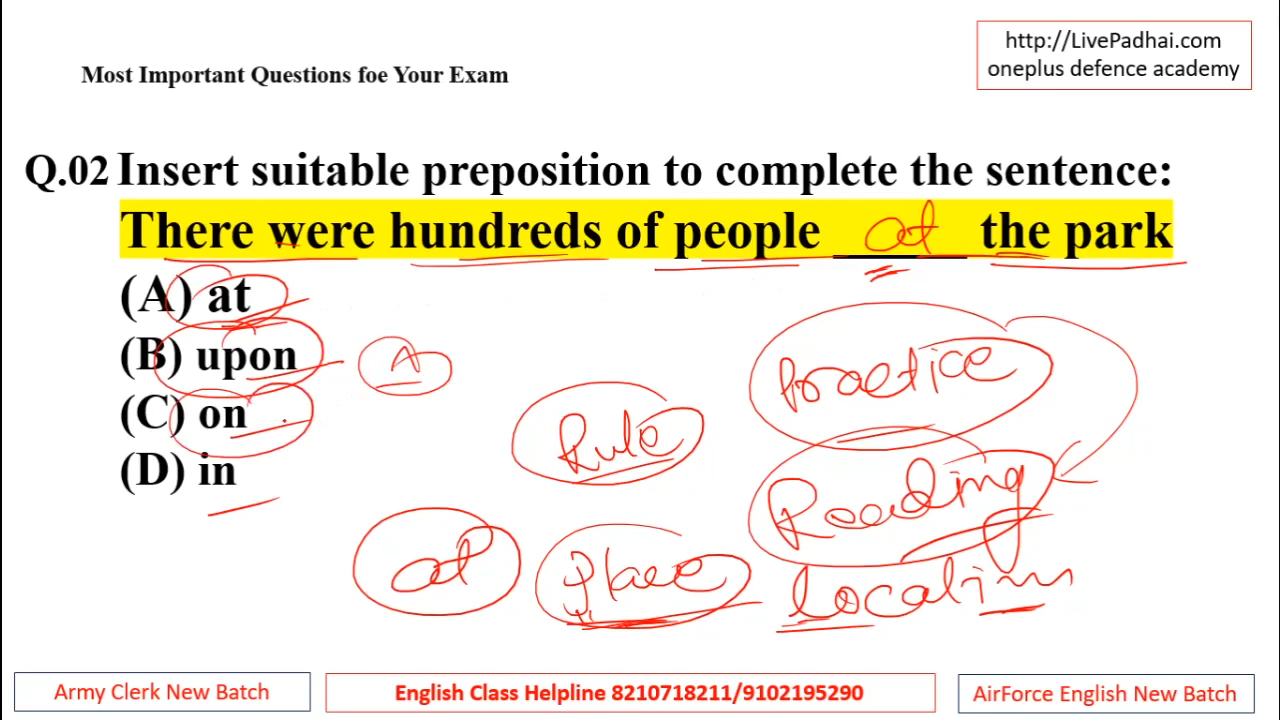 http://LivePadhai.com
oneplus defence academy
Most Important Questions foe Your Exam
Q.02 Insert suitable preposition to complete the sentence:
There were hundreds of people at the park
(A) at
(B) upon
(C) on
(D) in
A
Rule
Practice
Reading
at
Place
location
Army Clerk New Batch
English Class Helpline 8210718211/9102195290
AirForce English New Batch